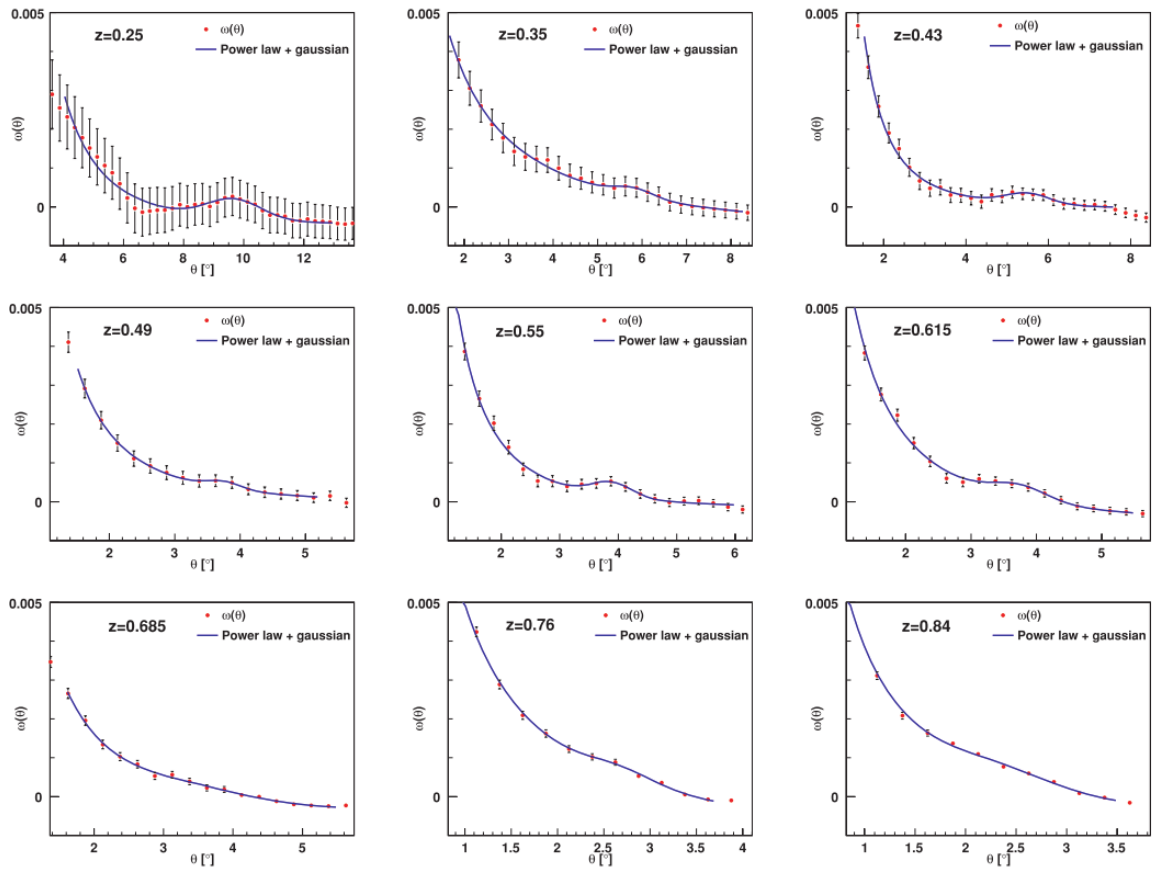 0.005
z=0.25
ω(θ)
Power law + gaussian
ω(θ)
0
4 6 8 10 12
θ [°]
0.005
z=0.35
ω(θ)
Power law + gaussian
ω(θ)
0
2 3 4 5 6 7 8
θ [°]
0.005
z=0.43
ω(θ)
Power law + gaussian
ω(θ)
0
2 4 6 8
θ [°]
0.005
z=0.49
ω(θ)
Power law + gaussian
ω(θ)
0
2 3 4 5
θ [°]
0.005
z=0.55
ω(θ)
Power law + gaussian
ω(θ)
0
2 3 4 5 6
θ [°]
0.005
z=0.615
ω(θ)
Power law + gaussian
ω(θ)
0
2 3 4 5
θ [°]
0.005
z=0.685
ω(θ)
Power law + gaussian
ω(θ)
0
2 3 4 5
θ [°]
0.005
z=0.76
ω(θ)
Power law + gaussian
ω(θ)
0
1 1.5 2 2.5 3 3.5 4
θ [°]
0.005
z=0.84
ω(θ)
Power law + gaussian
ω(θ)
0
1 1.5 2 2.5 3 3.5
θ [°]